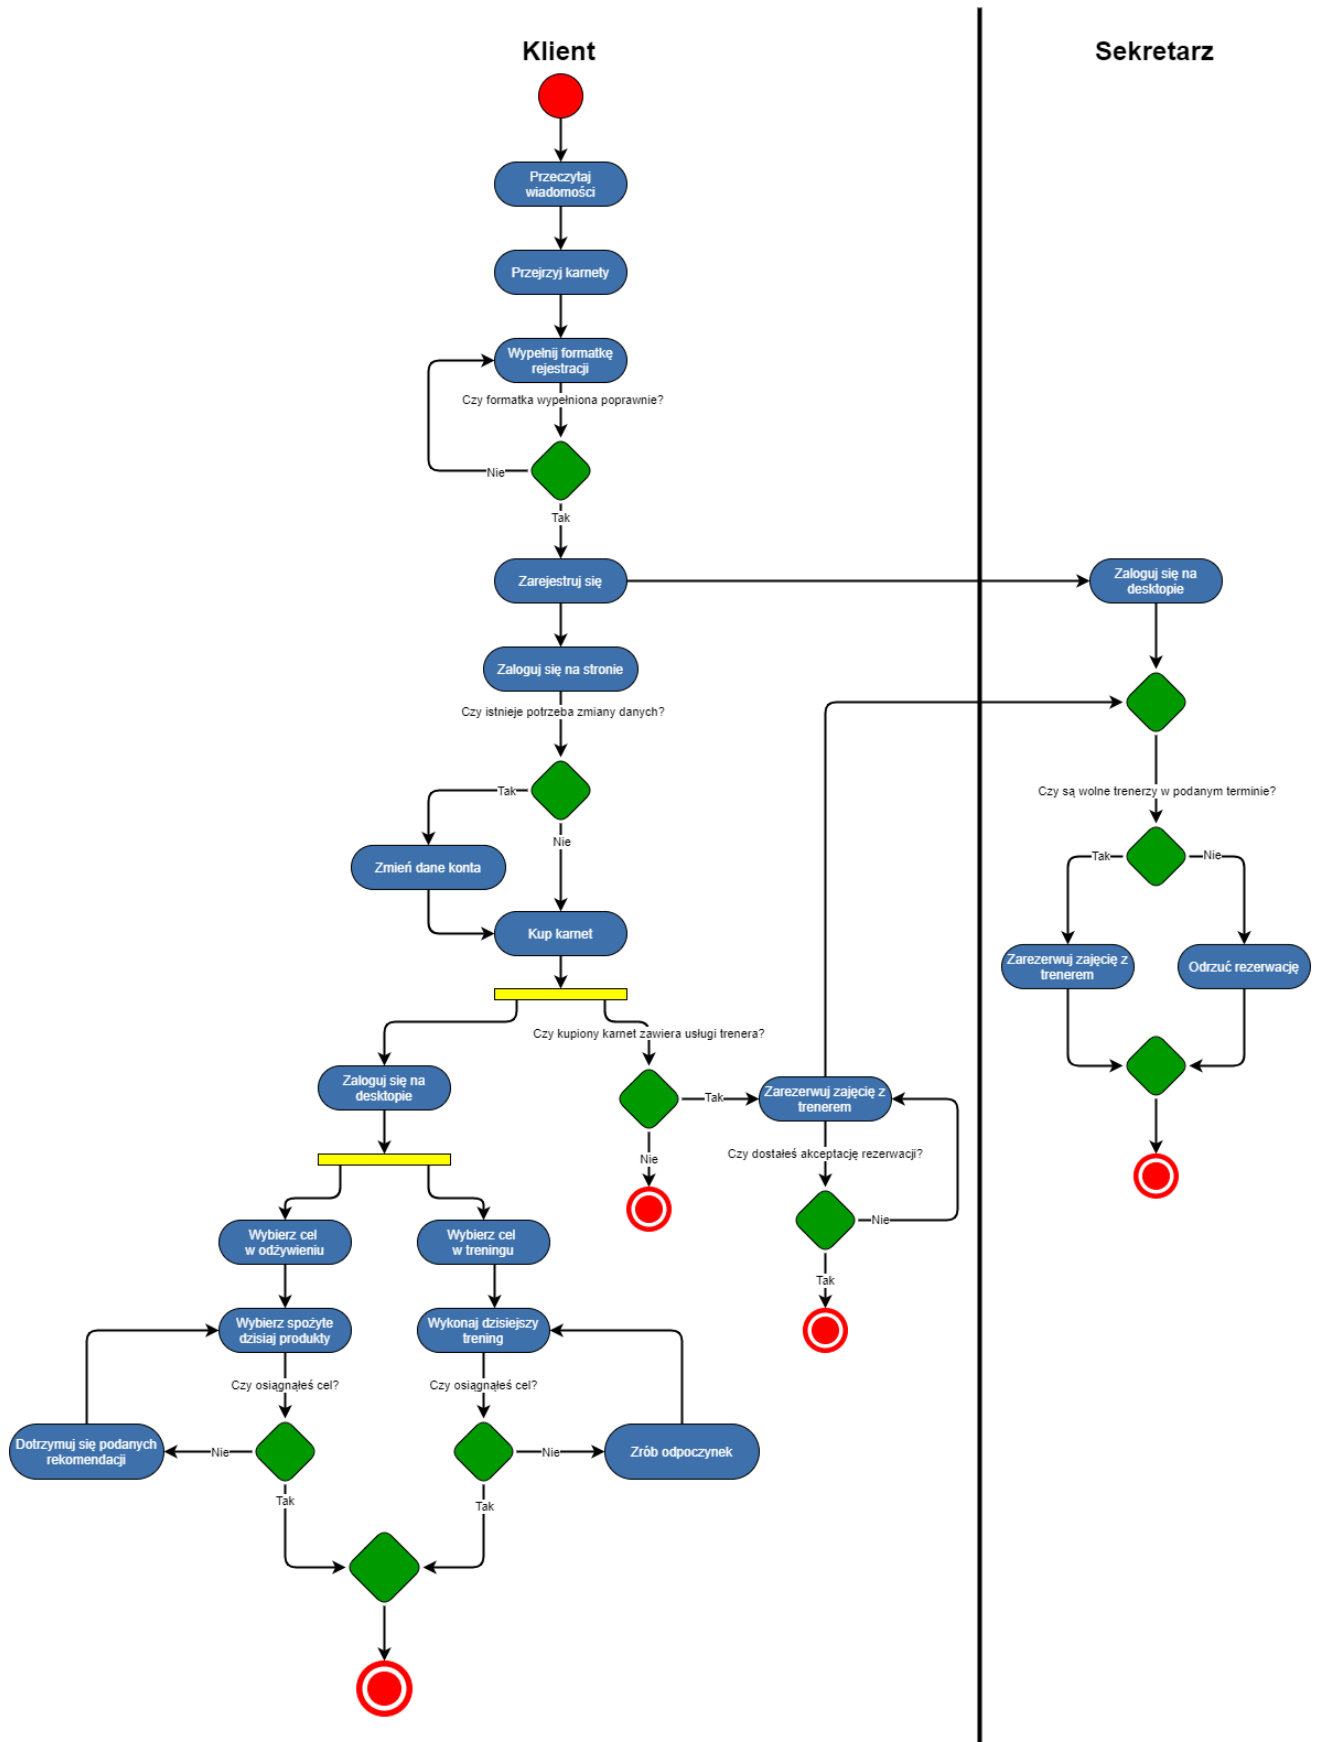 Klient
Sekretarz
Przeczytaj
wiadomości
Przejrzyj karnety
Wypełnij formatkę
rejestracji
Czy formatka wypełniona poprawnie?
Nie
Tak
Zarejestruj się
Zaloguj się na
desktopie
Zaloguj się na stronie
Czy istnieje potrzeba zmiany danych?
Tak
Nie
Czy są wolne trenerzy w podanym terminie?
Tak
Nie
Zmień dane konta
Kup karnet
Zarezerwuj zajęcię z
trenerem
Odrzuć rezerwację
Czy kupiony karnet zawiera usługi trenera?
Zaloguj się na
desktopie
Tak
Zarezerwuj zajęcię z
trenerem
Nie
Czy dostałeś akceptację rezerwacji?
Nie
Tak
Wybierz cel
w odżywieniu
Wybierz cel
w treningu
Wybierz spożyte
dzisiaj produkty
Wykonaj dzisiejszy
trening
Czy osiągnąłeś cel?
Czy osiągnąłeś cel?
Dotrzymuj się podanych
rekomendacji
Nie
Nie
Zrób odpoczynek
Tak
Tak